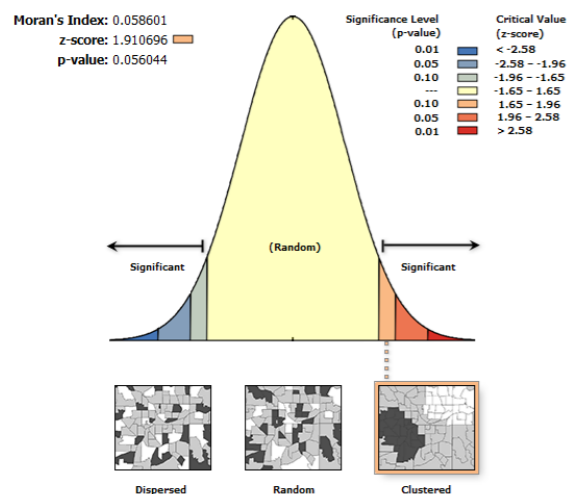 Moran's Index: 0.058601
z-score: 1.910696
p-value: 0.056044
Significance Level
(p-value)
Critical Value
(z-score)
0.01 < -2.58
0.05 -2.58 – -1.96
0.10 -1.96 – -1.65
--- -1.65 - 1.65
0.10 1.65 – 1.96
0.05 1.96 – 2.58
0.01 > 2.58
(Random)
Significant Significant
Dispersed Random Clustered